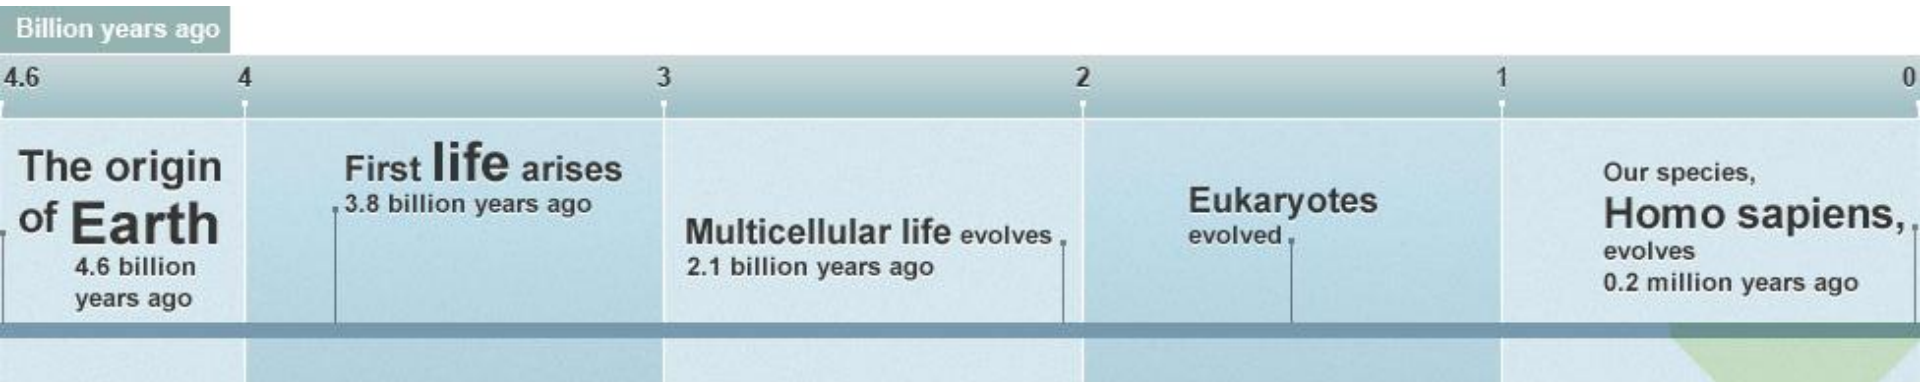 Billion years ago
4.6 4 3 2 1 0
The origin
of Earth
4.6 billion
years ago
First life arises
3.8 billion years ago
Multicellular life evolves
2.1 billion years ago
Eukaryotes
evolved
Our species,
Homo sapiens,
evolves
0.2 million years ago